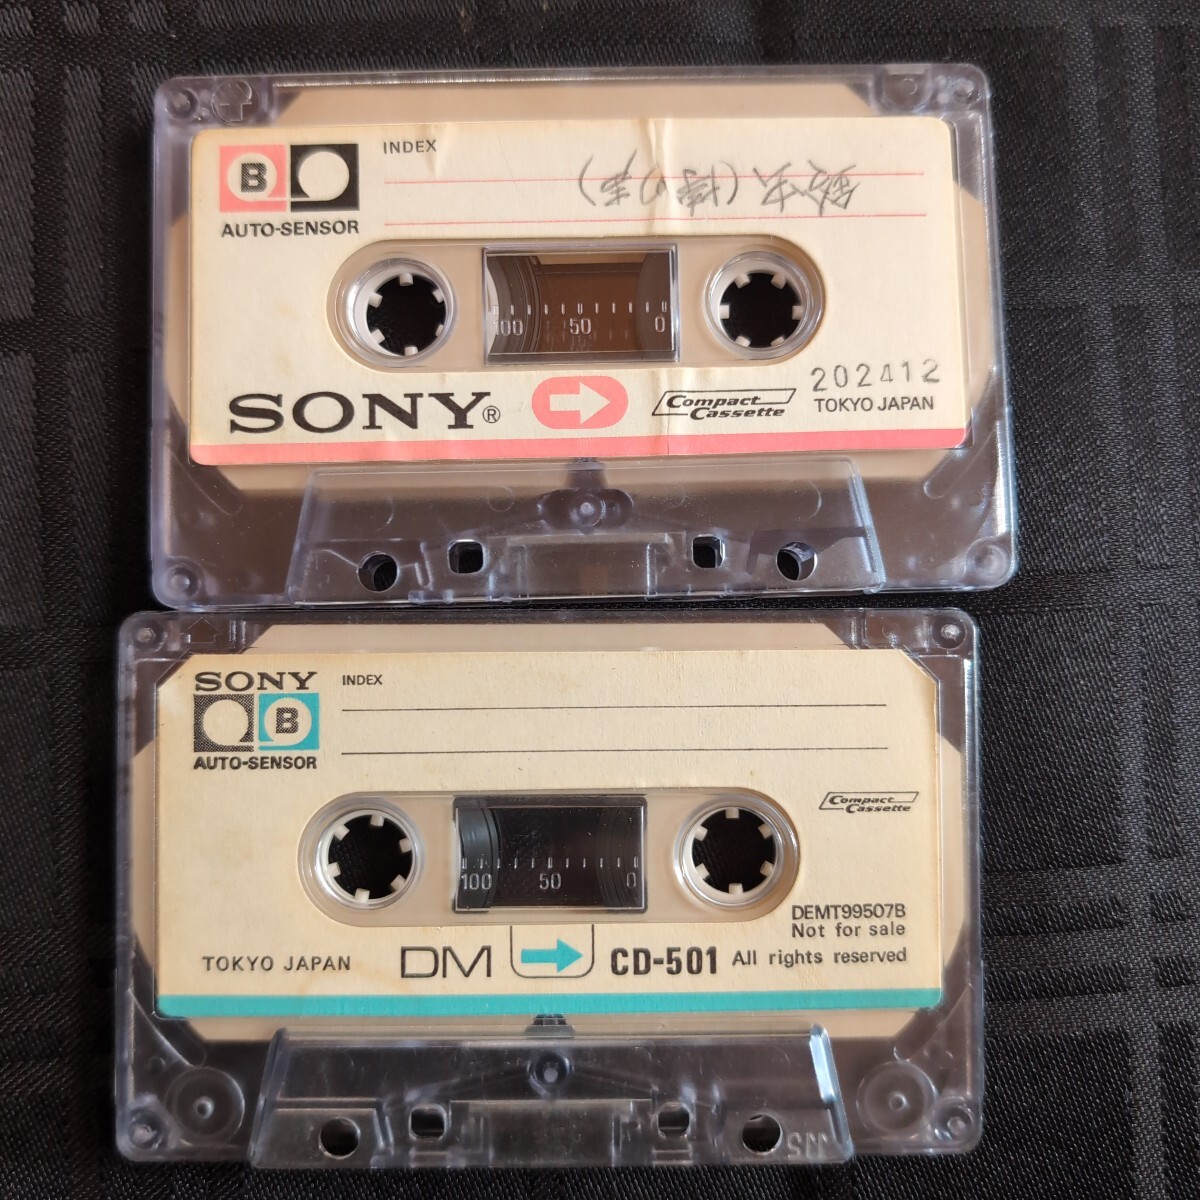 B
INDEX
AUTO-SENSOR
100 50 0
SONY®
Compact
Cassette
202412
TOKYO JAPAN
SONY
INDEX
B
AUTO-SENSOR
Compact
Cassette
100 50 0
DEMT99507B
Not for sale
TOKYO JAPAN
DM
CD-501
All rights reserved